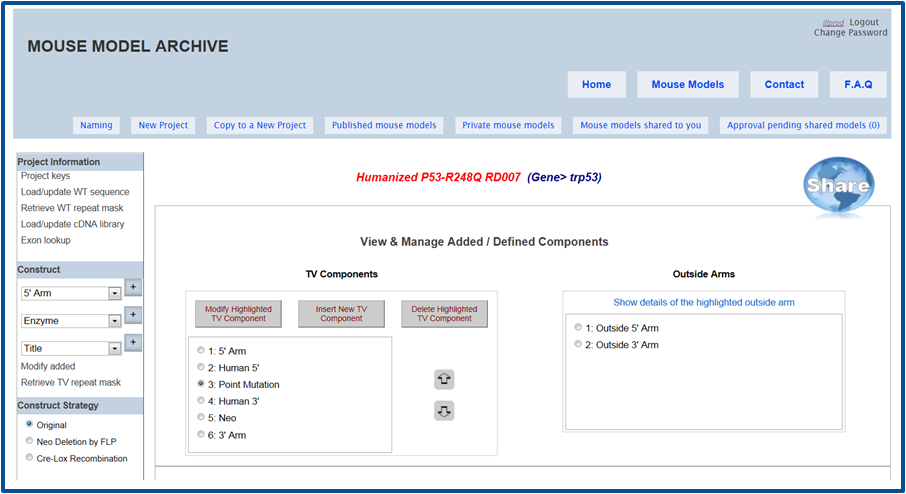 iflprod Logout
Change Password
MOUSE MODEL ARCHIVE
Home Mouse Models Contact F.A.Q
Naming New Project Copy to a New Project Published mouse models Private mouse models Mouse models shared to you Approval pending shared models (0)
Project Information
Project keys
Load/update WT sequence
Retrieve WT repeat mask
Load/update cDNA library
Exon lookup
Construct
5' Arm +
Enzyme +
Title +
Modify added
Retrieve TV repeat mask
Construct Strategy
Original
Neo Deletion by FLP
Cre-Lox Recombination
Humanized P53-R248Q RD007 (Gene> trp53)
Share
View & Manage Added / Defined Components
TV Components
Modify Highlighted
TV Component
Insert New TV
Component
Delete Highlighted
TV Component
1: 5' Arm
2: Human 5'
3: Point Mutation
4: Human 3'
5: Neo
6: 3' Arm
Outside Arms
Show details of the highlighted outside arm
1: Outside 5' Arm
2: Outside 3' Arm